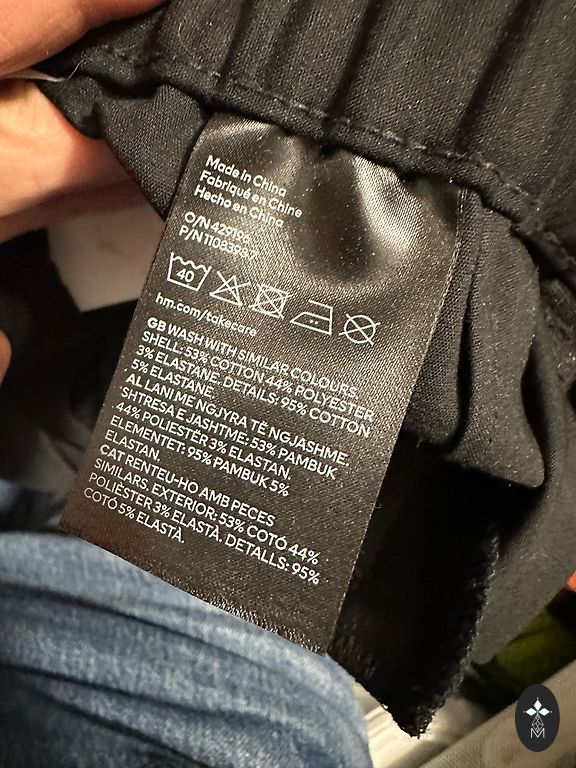 Made in China
Fabriqué en Chine
Hecho en China
O/N 429196
40
hm.com/takecare
GB WASH WITH SIMILAR COLOURS.
SHELL: 53% COTTON 44% POLYESTER
3% ELASTANE. DETAILS: 95% COTTON
5% ELASTANE.
AL LANI ME NGJYRA TË NGJASHME.
SHTRESA E JASHTME: 53% PAMBUK
44% POLIESTËR 3% ELASTAN.
ELEMENTET: 95% PAMBUK 5%
ELASTAN.
CAT RENTEU-HO AMB PECES
SIMILARS. EXTERIOR: 53% COTÓ 44%
POLIÈSTER 3% ELASTÀ. DETALLS: 95%
COTÓ 5% ELASTÀ.
M